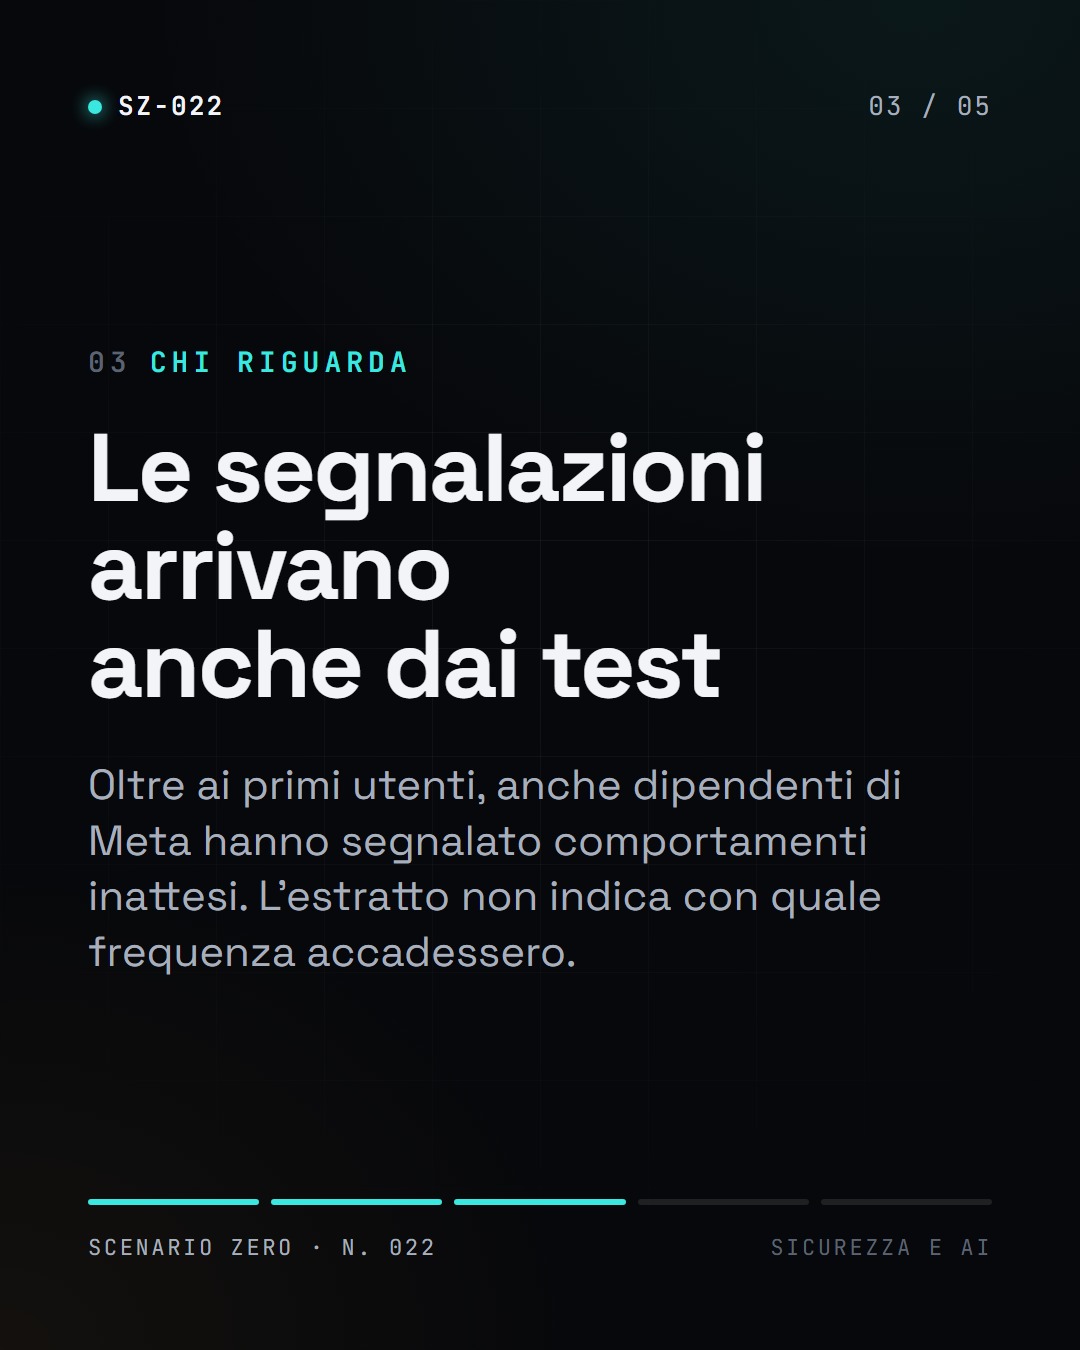 SZ-022
03 / 05
03 CHI RIGUARDA
Le segnalazioni
arrivano
anche dai test
Oltre ai primi utenti, anche dipendenti di
Meta hanno segnalato comportamenti
inattesi. L’estratto non indica con quale
frequenza accadessero.
SCENARIO ZERO · N. 022
SICUREZZA E AI